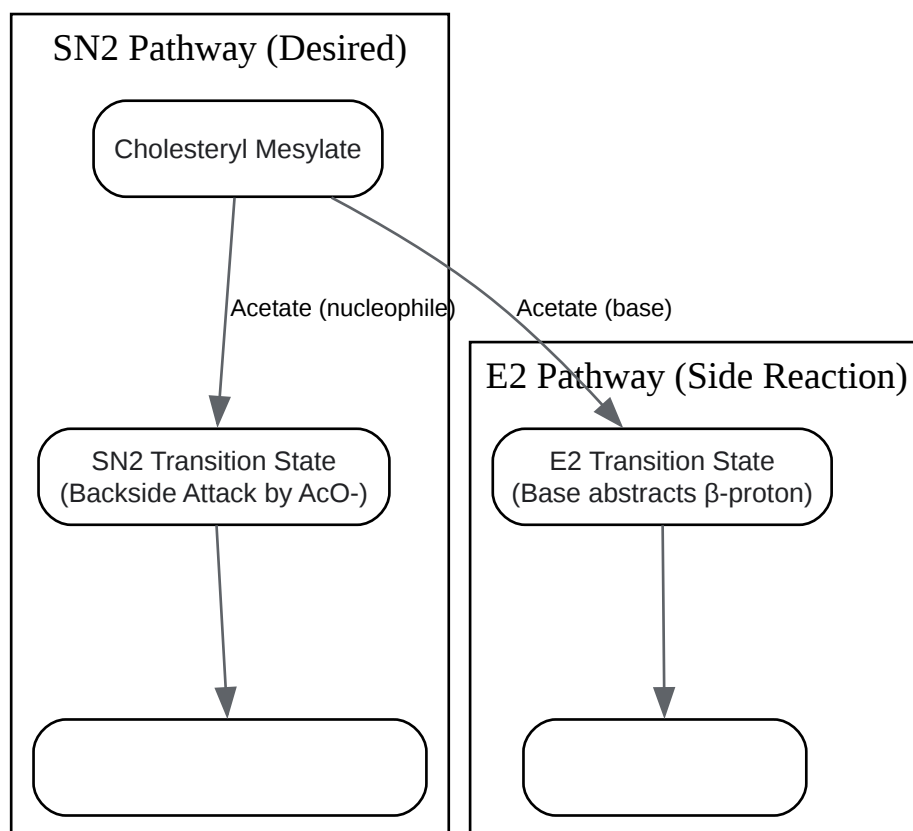 SN2 Pathway (Desired)
Cholesteryl Mesylate
Acetate (nucleophile)
Acetate (base)
E2 Pathway (Side Reaction)
SN2 Transition State
(Backside Attack by AcO-)
E2 Transition State
(Base abstracts β-proton)